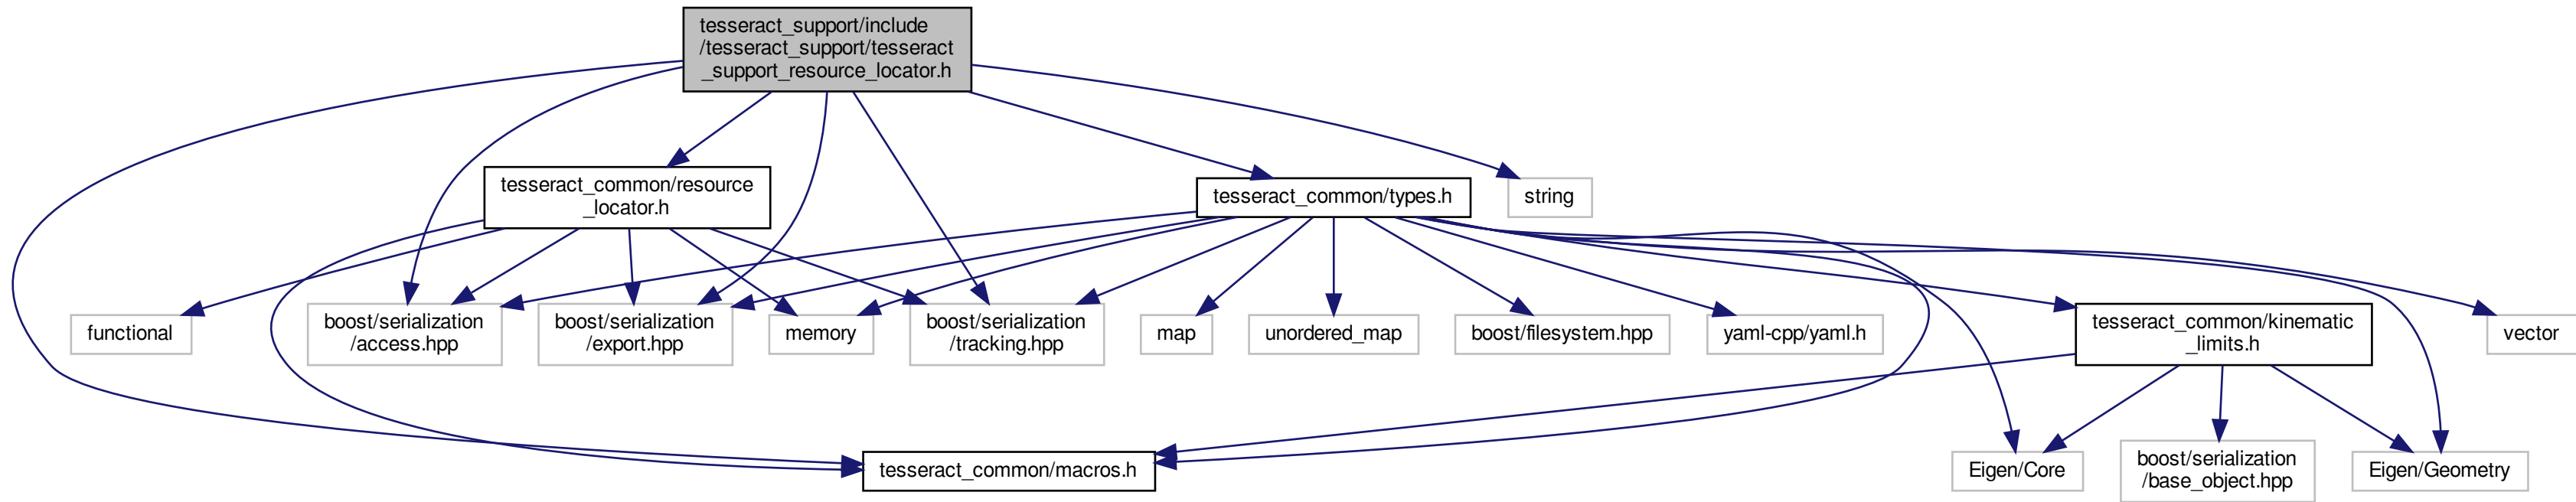 tesseract_support/include
/tesseract_support/tesseract
_support_resource_locator.h
tesseract_common/resource
_locator.h
tesseract_common/types.h
string
functional
boost/serialization
/access.hpp
boost/serialization
/export.hpp
memory
boost/serialization
/tracking.hpp
map
unordered_map
boost/filesystem.hpp
yaml-cpp/yaml.h
tesseract_common/kinematic
_limits.h
vector
tesseract_common/macros.h
Eigen/Core
boost/serialization
/base_object.hpp
Eigen/Geometry